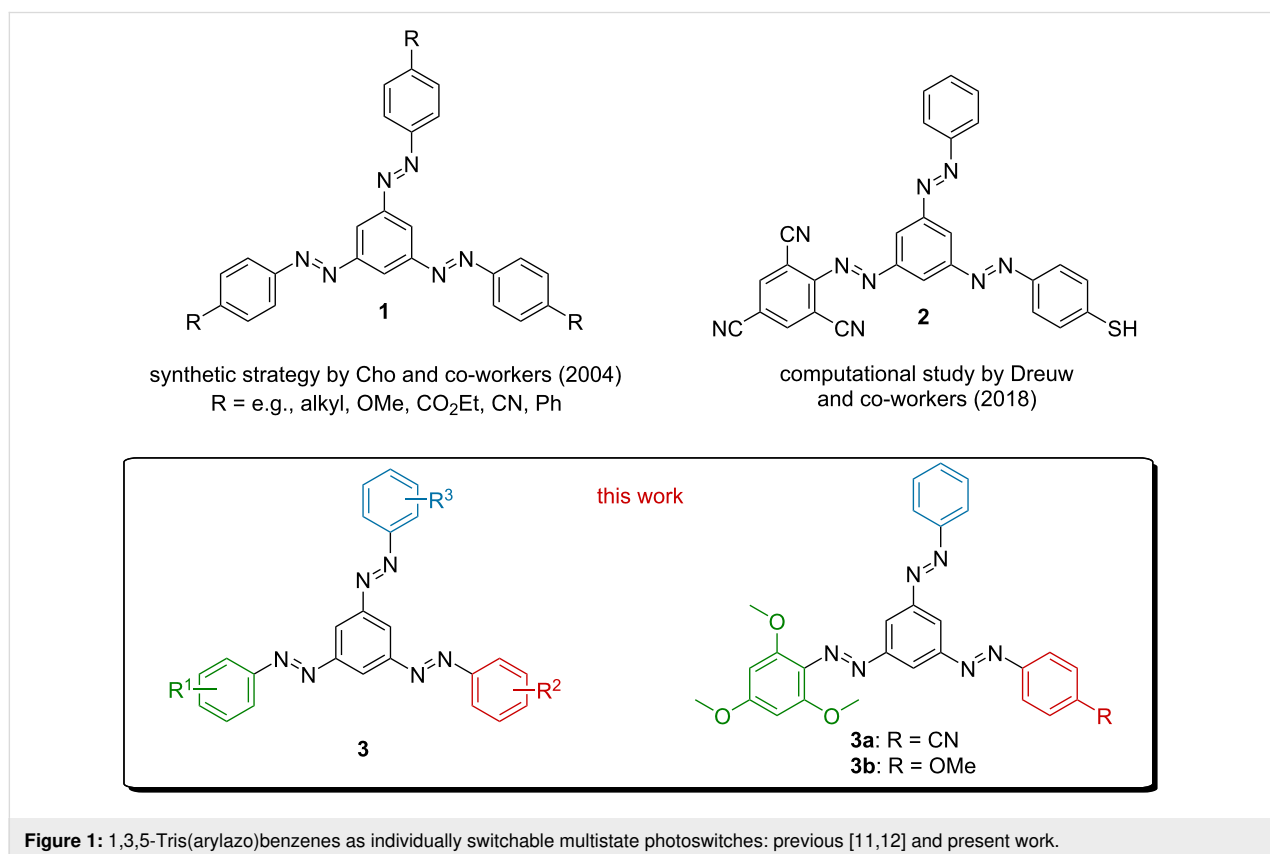 R
N
N
N
N
N
N
R
R
1
synthetic strategy by Cho and co-workers (2004)
R = e.g., alkyl, OMe, CO₂Et, CN, Ph
CN
N
N
N
N
N
N
NC
CN
SH
2
computational study by Dreuw
and co-workers (2018)
this work
R³
N
N
N
N
N
N
R¹
R²
3
N
N
O
N
N
N
N
O
O
R
3a: R = CN
3b: R = OMe
Figure 1: 1,3,5-Tris(arylazo)benzenes as individually switchable multistate photoswitches: previous [11,12] and present work.